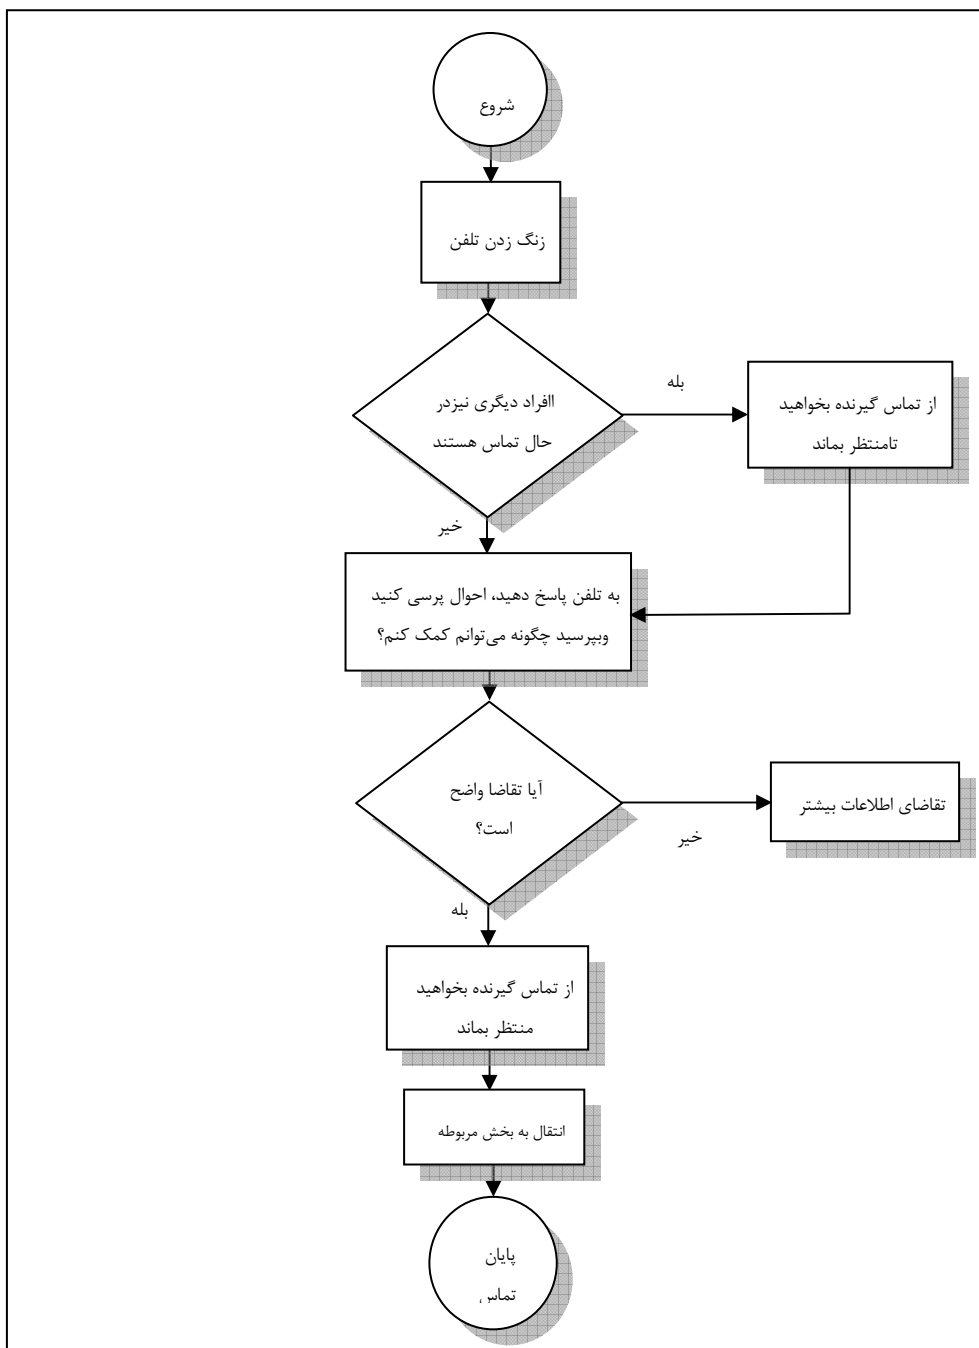 شروع
زنگ زدن تلفن
اافراد دیگری نیزدر
حال تماس هستند
بله
از تماس گیرنده بخواهید
تامنتظر بماند
خیر
به تلفن پاسخ دهید، احوال پرسی کنید
وبپرسید چگونه می‌توانم کمک کنم؟
آیا تقاضا واضح
است؟
خیر
تقاضای اطلاعات بیشتر
بله
از تماس گیرنده بخواهید
منتظر بماند
انتقال به بخش مربوطه
پایان
تماس